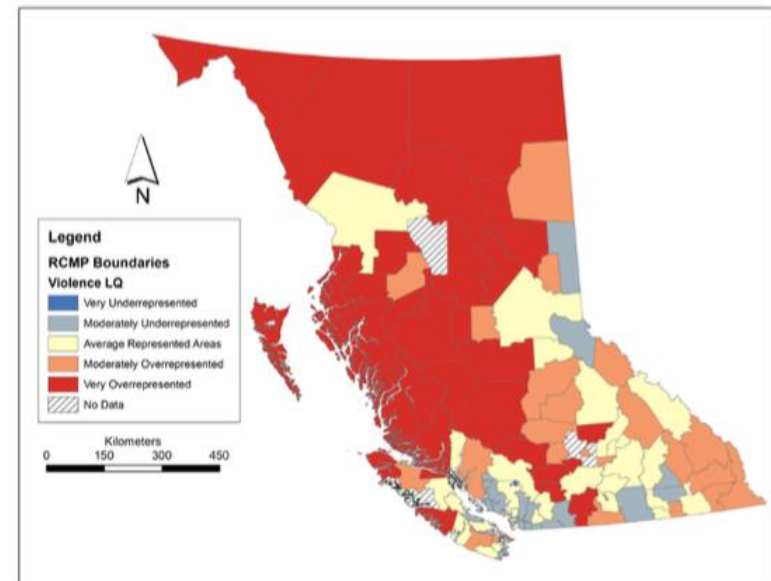 N
Legend
RCMP Boundaries
Violence LQ
Very Underrepresented
Moderately Underrepresented
Average Represented Areas
Moderately Overrepresented
Very Overrepresented
No Data
Kilometers
0 150 300 450